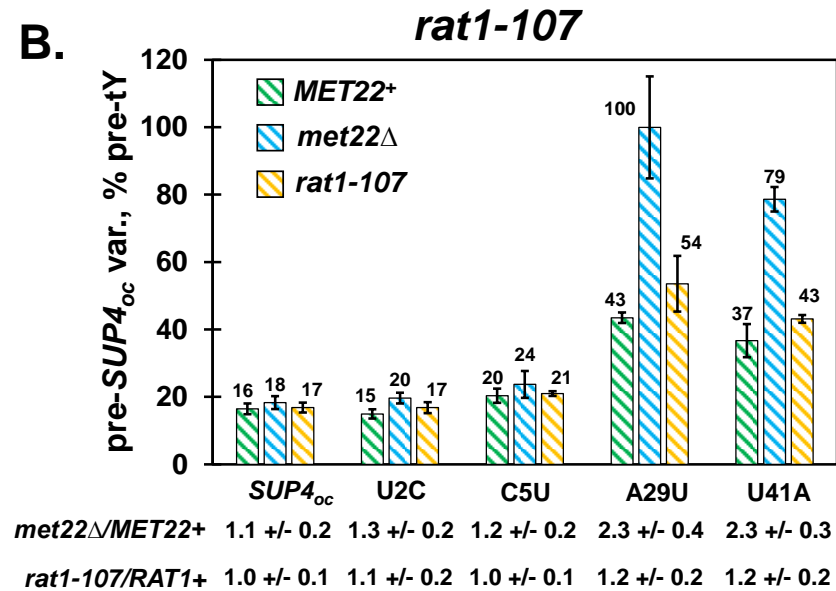 B.
rat1-107
pre-SUP4oc var., % pre-tY
120
100
80
60
40
20
0
MET22+
met22Δ
rat1-107
16 18 17
15 20 17
20 24 21
43 100 54
37 79 43
SUP4oc U2C C5U A29U U41A
met22Δ/MET22+ 1.1 +/- 0.2 1.3 +/- 0.2 1.2 +/- 0.2 2.3 +/- 0.4 2.3 +/- 0.3
rat1-107/RAT1+ 1.0 +/- 0.1 1.1 +/- 0.2 1.0 +/- 0.1 1.2 +/- 0.2 1.2 +/- 0.2